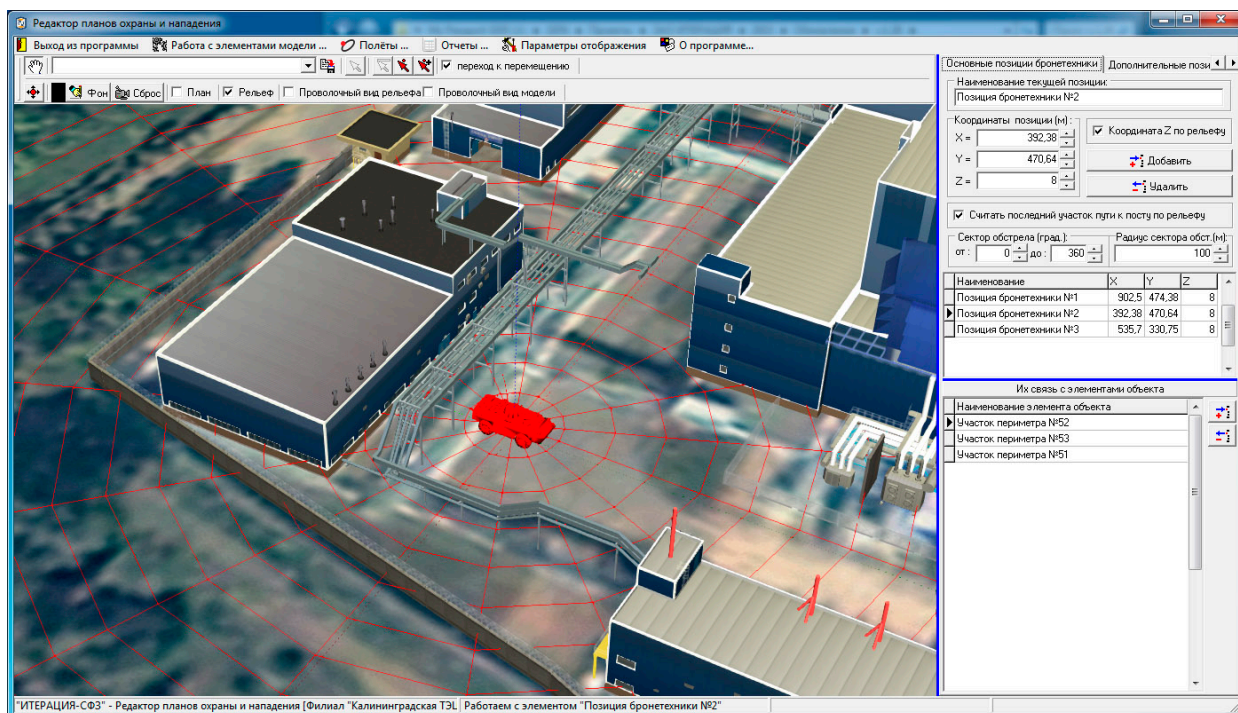 Редактор планов охраны и нападения
Выход из программы Работа с элементами модели ... Полёты ... Отчеты ... Параметры отображения О программе...
переход к перемещению
Фон Сброс План Рельеф Проволочный вид рельефа Проволочный вид модели
Основные позиции бронетехники Дополнительные пози
Наименование текущей позиции:
Позиция бронетехники №2
Координаты позиции (м) :
X = 392,38
Координата Z по рельефу
Y = 470,64
Добавить
Z = 8
Удалить
Считать последний участок пути к посту по рельефу
Сектор обстрела (град.): Радиус сектора обст.(м):
от : 0 до : 360 100
Наименование X Y Z
Позиция бронетехники №1 902,5 474,38 8
Позиция бронетехники №2 392,38 470,64 8
Позиция бронетехники №3 535,7 330,75 8
Их связь с элементами объекта
Наименование элемента объекта
Участок периметра №52
Участок периметра №53
Участок периметра №51
"ИТЕРАЦИЯ-СФЗ" - Редактор планов охраны и нападения [Филиал "Калининградская ТЭЦ Работаем с элементом "Позиция бронетехники №2"